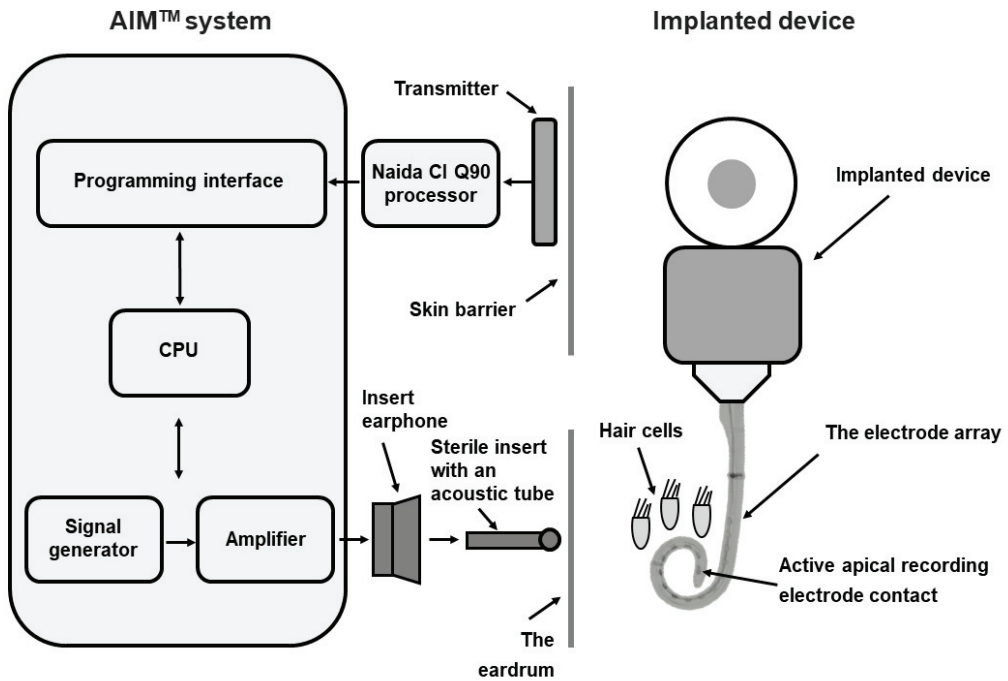 AIM™ system
Implanted device
Transmitter
Programming interface
Naida CI Q90
processor
Implanted device
Skin barrier
CPU
Insert
earphone
Hair cells
The electrode array
Sterile insert
with an
acoustic tube
Signal
generator
Amplifier
Active apical recording
electrode contact
The
eardrum